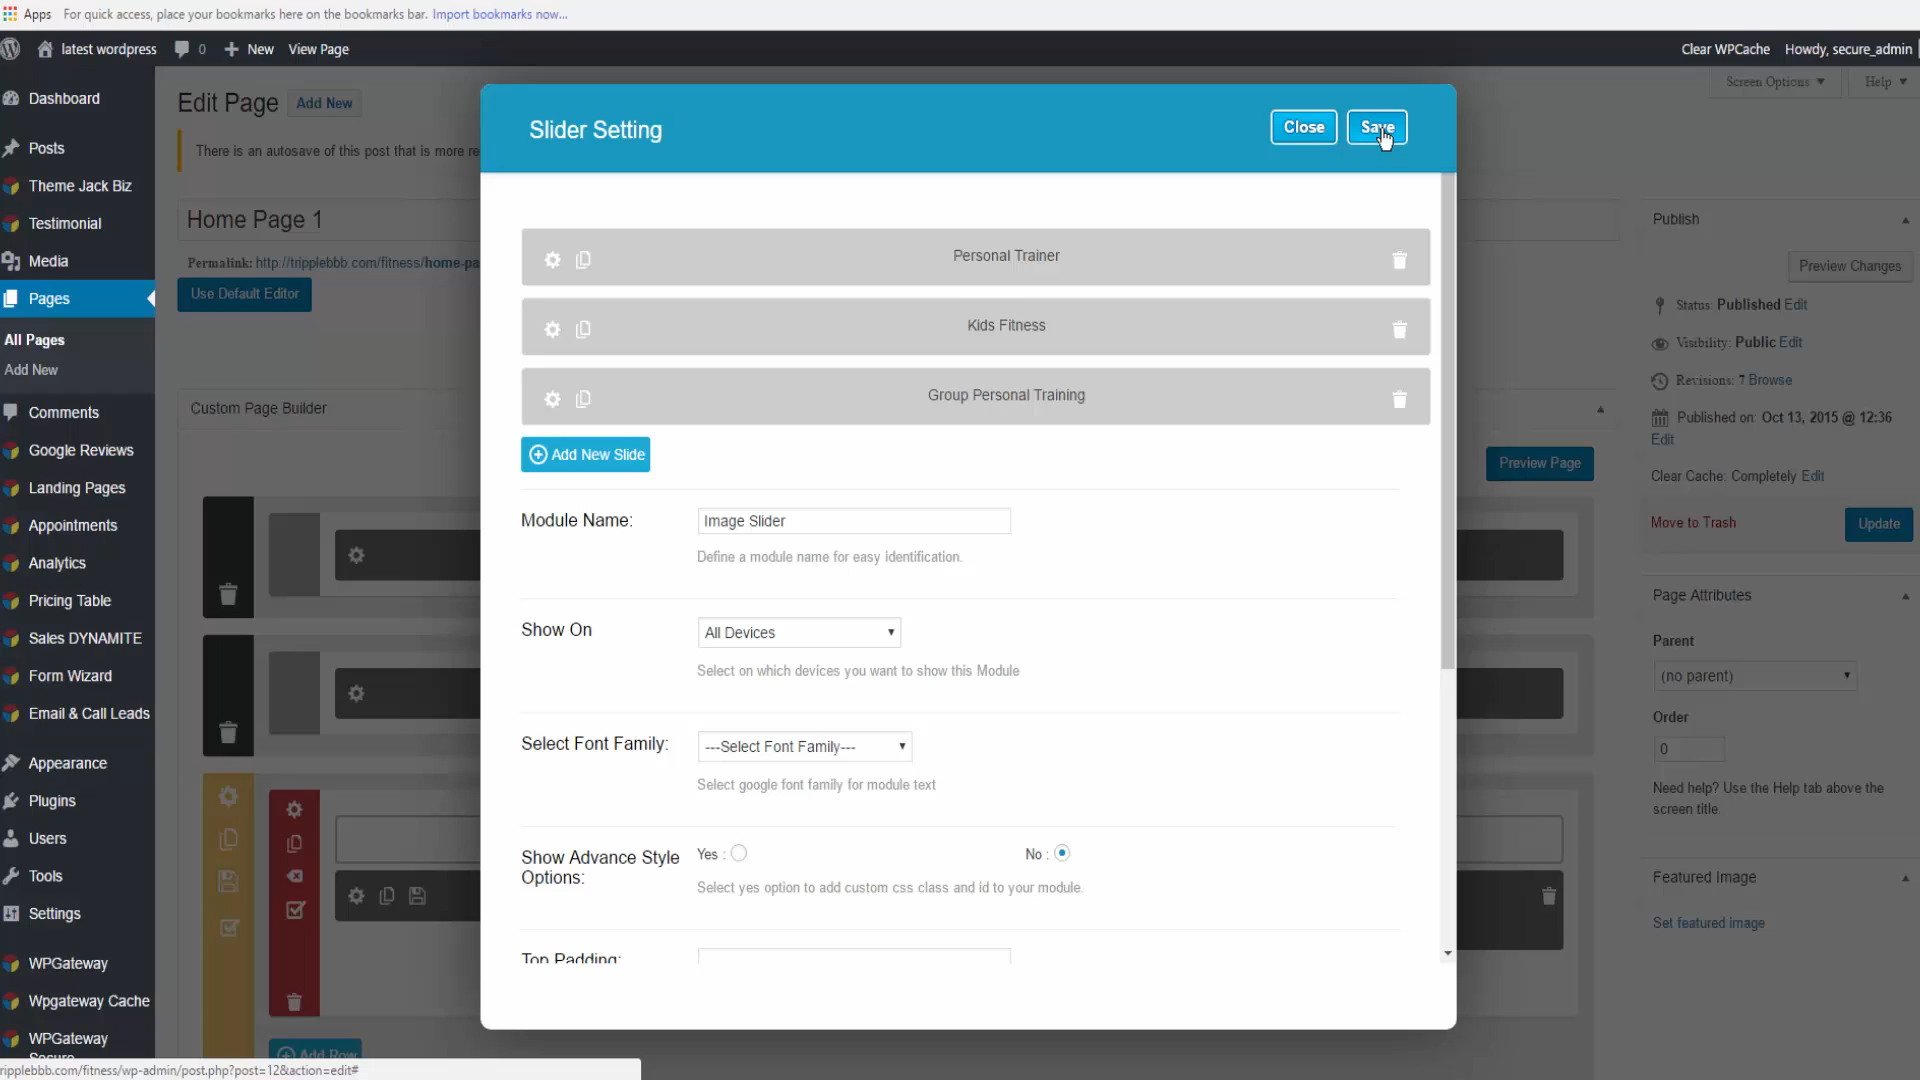 Apps For quick access, place your bookmarks here on the bookmarks bar. Import bookmarks now...
latest wordpress 0 New View Page Clear WPCache Howdy, secure_admin
Screen Options Help
Dashboard
Posts
Theme Jack Biz
Testimonial
Media
Pages
All Pages
Add New
Comments
Google Reviews
Landing Pages
Appointments
Analytics
Pricing Table
Sales DYNAMITE
Form Wizard
Email & Call Leads
Appearance
Plugins
Users
Tools
Settings
WPGateway
Wpgateway Cache
WPGateway
Edit Page Add New
There is an autosave of this post that is more re
Home Page 1
Permalink: http://tripplebbb.com/fitness/home-pa
Use Default Editor
Custom Page Builder
Add Row
Slider Setting
Close Save
Personal Trainer
Kids Fitness
Group Personal Training
Add New Slide
Module Name: Image Slider
Define a module name for easy identification.
Show On All Devices
Select on which devices you want to show this Module
Select Font Family: ---Select Font Family---
Select google font family for module text
Show Advance Style
Options:
Yes : No :
Select yes option to add custom css class and id to your module.
Top Padding:
Preview Page
Publish
Preview Changes
Status: Published Edit
Visibility: Public Edit
Revisions: 7 Browse
Published on: Oct 13, 2015 @ 12:36
Edit
Clear Cache: Completely Edit
Move to Trash Update
Page Attributes
Parent
(no parent)
Order
0
Need help? Use the Help tab above the
screen title.
Featured Image
Set featured image
ripplebbb.com/fitness/wp-admin/post.php?post=12&action=edit#